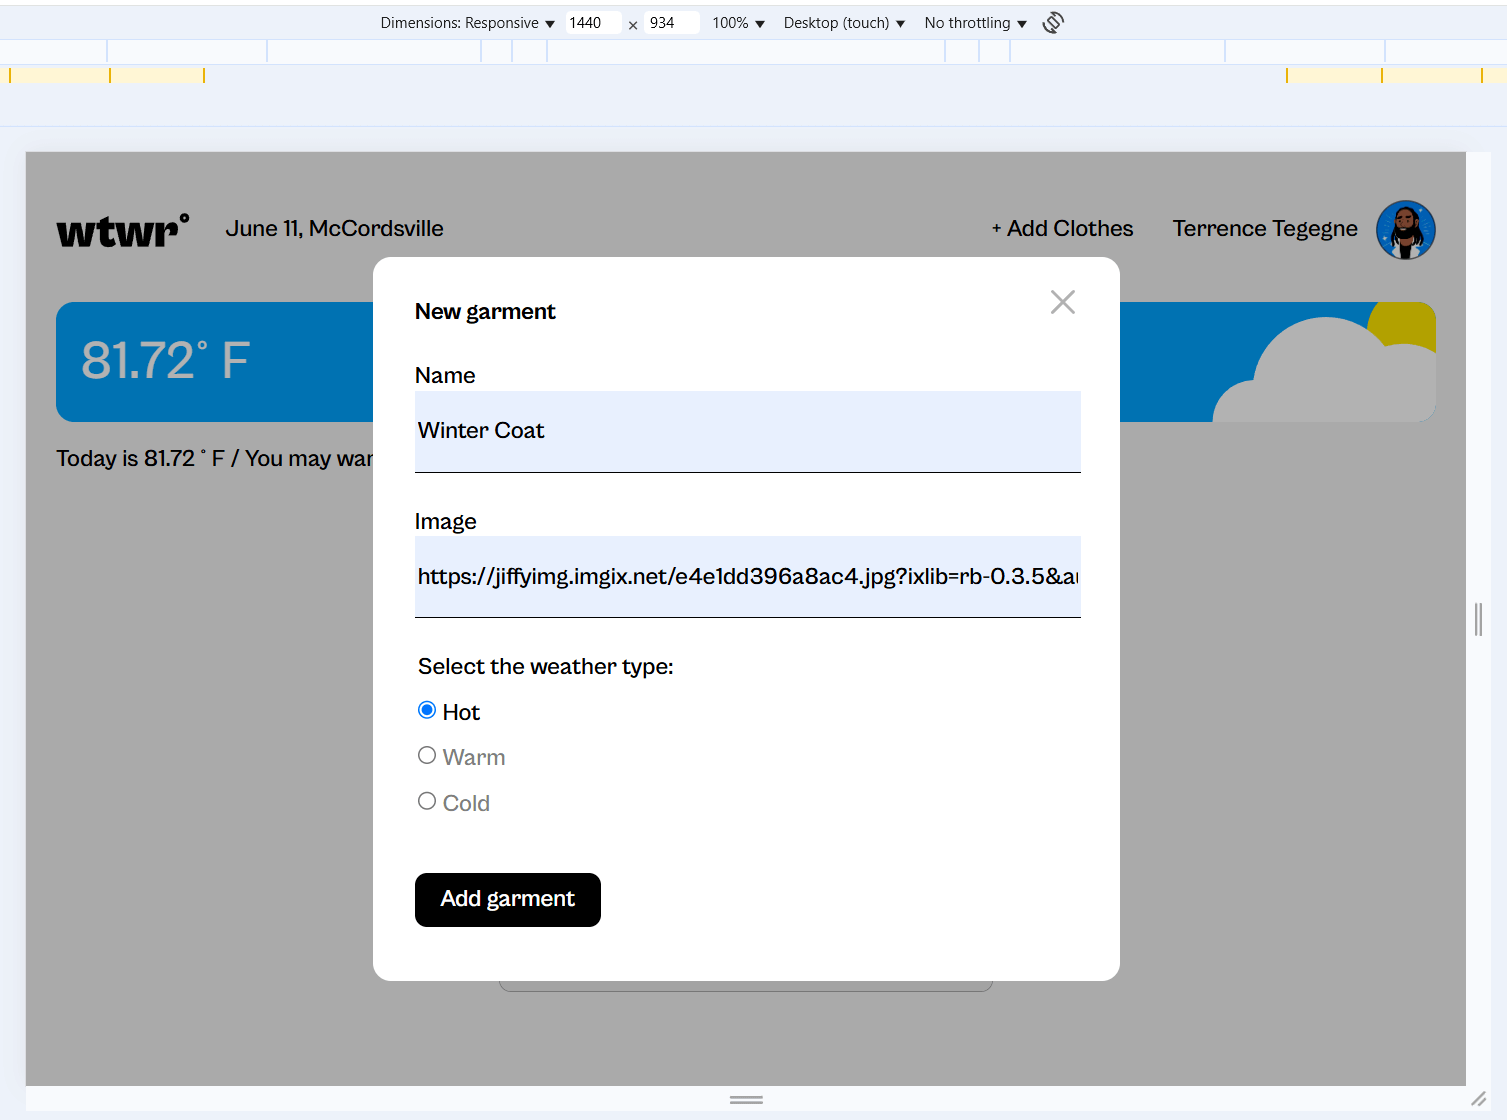 Dimensions: Responsive ▼ 1440 × 934 100% ▼ Desktop (touch) ▼ No throttling ▼
wtwr° June 11, McCordsville + Add Clothes Terrence Tegegne
New garment
81.72° F
Name
Winter Coat
Today is 81.72 ° F / You may
Image
https://jiffyimg.imgix.net/e4e1dd396a8ac4.jpg?ixlib=rb-0.3.5&a
Select the weather type:
Hot
Warm
Cold
Add garment